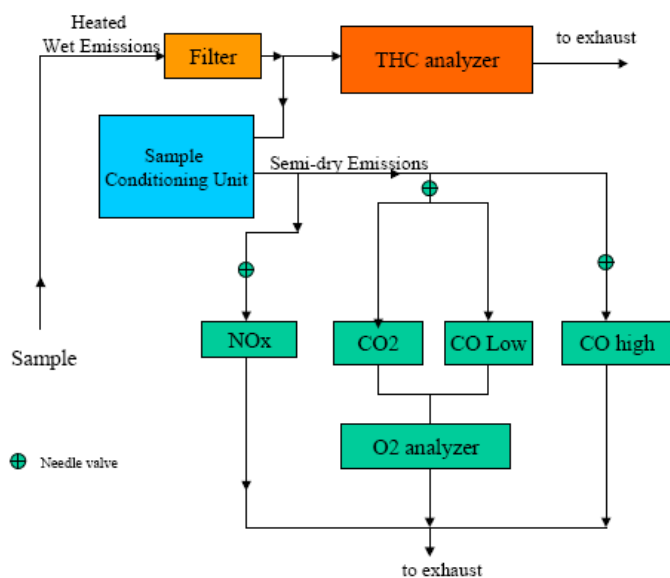 Heated
Wet Emissions
Filter
THC analyzer
to exhaust
Sample
Conditioning Unit
Semi-dry Emissions
NOx
CO2
CO Low
CO high
Sample
O2 analyzer
Needle valve
to exhaust